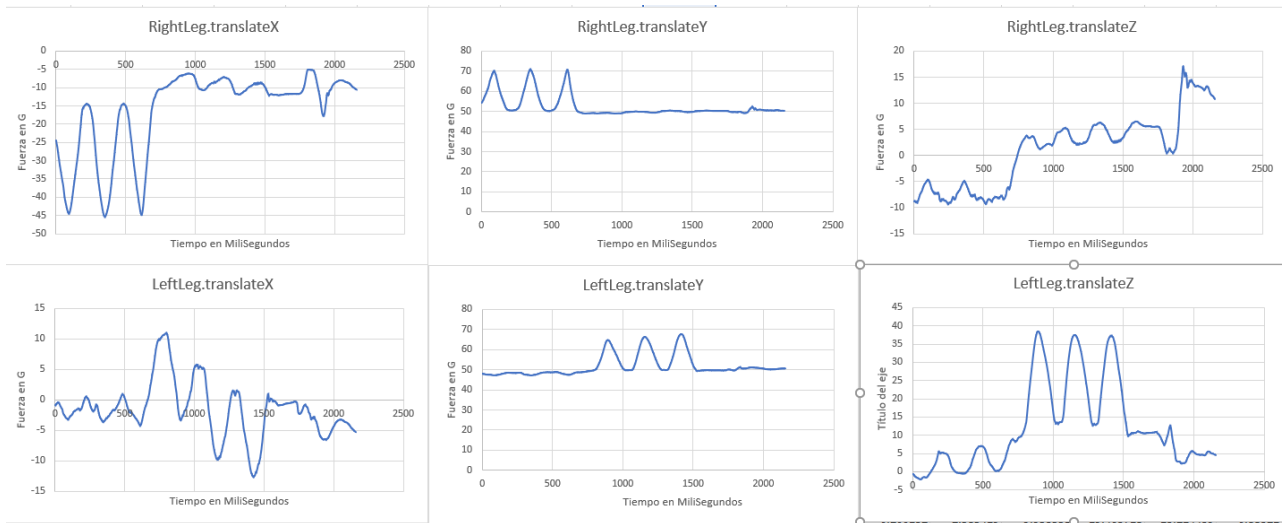 RightLeg.translateX
0
-5
-10
-15
-20
-25
-30
-35
-40
-45
-50
0 500 1000 1500 2000 2500
Fuerza en G
Tiempo en MiliSegundos
RightLeg.translateY
80
70
60
50
40
30
20
10
0
0 500 1000 1500 2000 2500
Fuerza en G
Tiempo en MiliSegundos
RightLeg.translateZ
20
15
10
5
0
-5
-10
-15
0 500 1000 1500 2000 2500
Fuerza en G
Tiempo en MiliSegundos
LeftLeg.translateX
15
10
5
0
-5
-10
-15
0 500 1000 1500 2000 2500
Fuerza en G
Tiempo en MiliSegundos
LeftLeg.translateY
80
70
60
50
40
30
20
10
0
0 500 1000 1500 2000 2500
Fuerza en G
Tiempo en MiliSegundos
LeftLeg.translateZ
45
40
35
30
25
20
15
10
5
0
-5
0 500 1000 1500 2000 2500
Título del eje
Tiempo en MiliSegundos